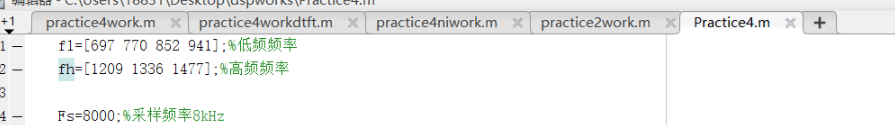 编辑器 - C:\Users\18851\Desktop\dspworks\Practice4.m
+1 practice4work.m practice4workdtft.m practice4niwork.m practice2work.m Practice4.m
1 fl=[697 770 852 941];%低频频率
2 fh=[1209 1336 1477];%高频频率
3
4 Fs=8000;%采样频率8kHz